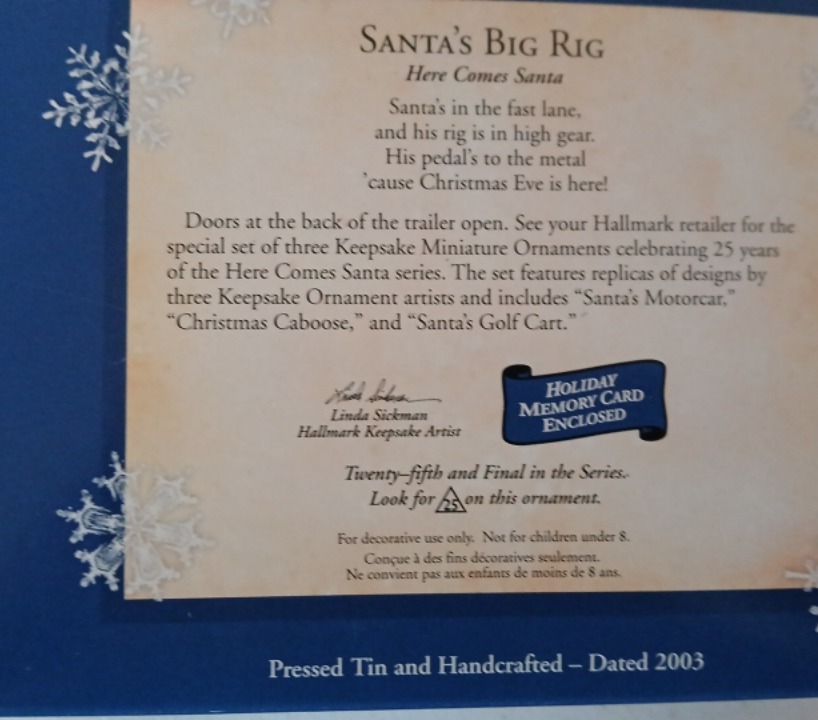 SANTA'S BIG RIG
Here Comes Santa
Santa's in the fast lane,
and his rig is in high gear.
His pedal's to the metal
'cause Christmas Eve is here!
Doors at the back of the trailer open. See your Hallmark retailer for the
special set of three Keepsake Miniature Ornaments celebrating 25 years
of the Here Comes Santa series. The set features replicas of designs by
three Keepsake Ornament artists and includes “Santa's Motorcar,”
“Christmas Caboose,” and “Santa's Golf Cart.”
Linda Sickman
Linda Sickman
Hallmark Keepsake Artist
HOLIDAY
MEMORY CARD
ENCLOSED
Twenty–fifth and Final in the Series.
Look for 25 on this ornament.
For decorative use only. Not for children under 8.
Conçue à des fins décoratives seulement.
Ne convient pas aux enfants de moins de 8 ans.
Pressed Tin and Handcrafted – Dated 2003